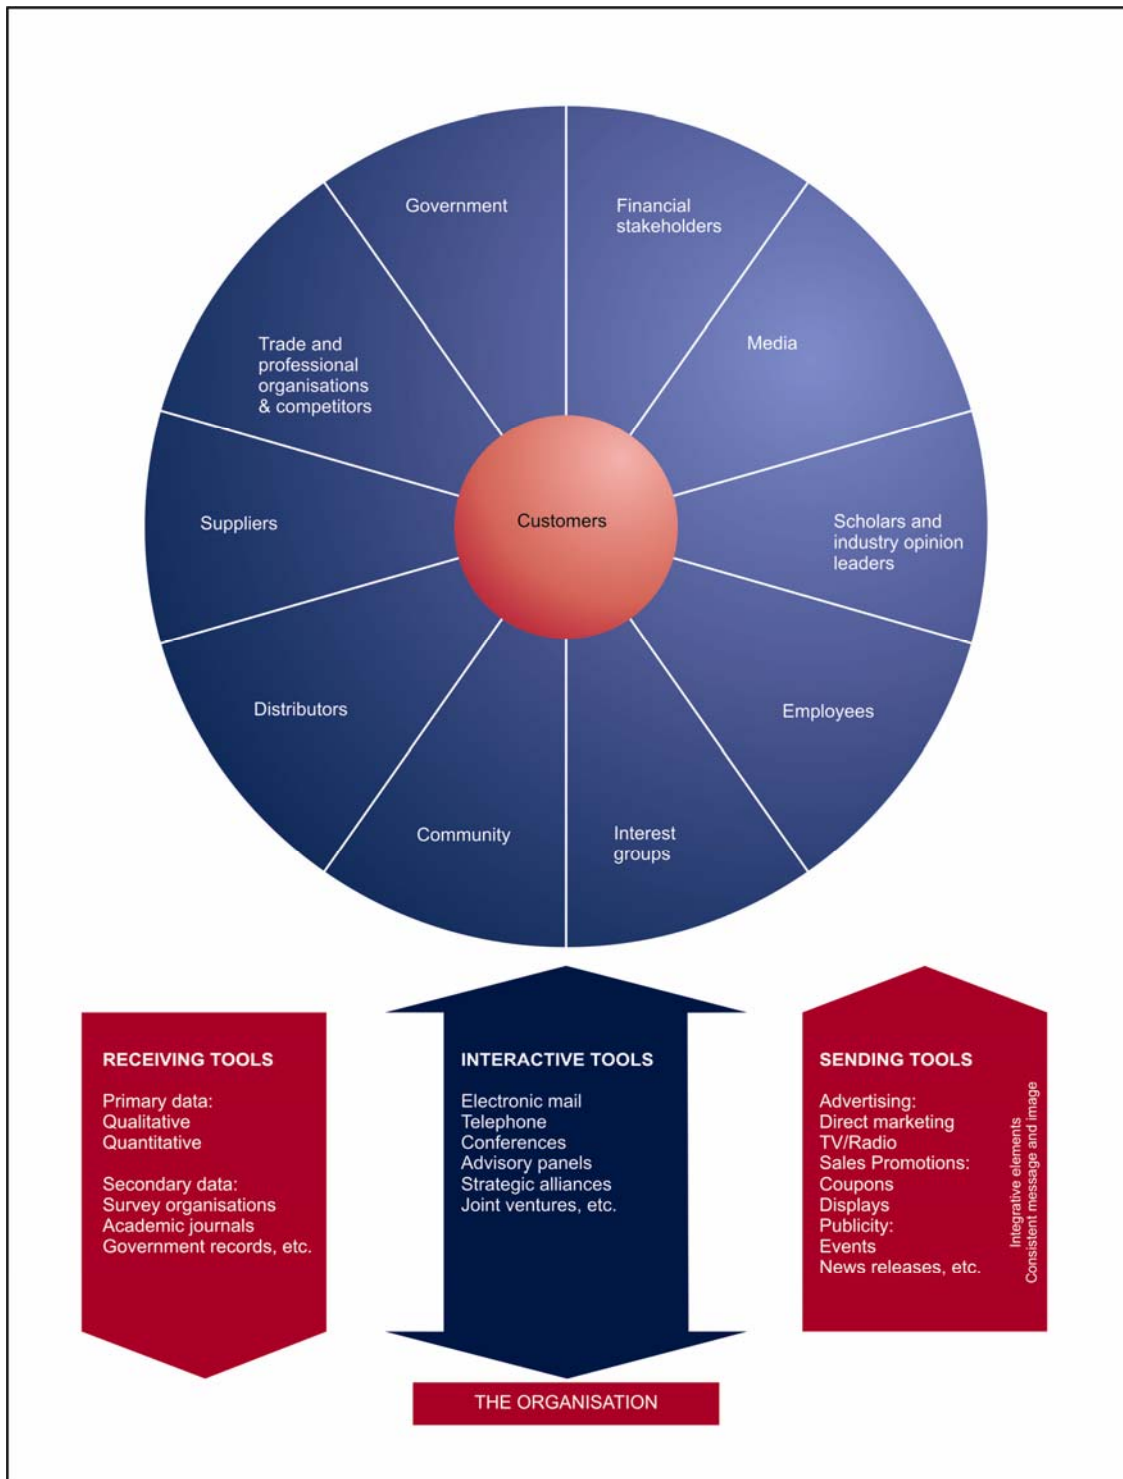 Government
Financial
stakeholders
Trade and
professional
organisations
& competitors
Media
Suppliers
Customers
Scholars and
industry opinion
leaders
Distributors
Employees
Community
Interest
groups
RECEIVING TOOLS
Primary data:
Qualitative
Quantitative
Secondary data:
Survey organisations
Academic journals
Government records, etc.
INTERACTIVE TOOLS
Electronic mail
Telephone
Conferences
Advisory panels
Strategic alliances
Joint ventures, etc.
SENDING TOOLS
Advertising:
Direct marketing
TV/Radio
Sales Promotions:
Coupons
Displays
Publicity:
Events
News releases, etc.
Integrative elements
Consistent message and image
THE ORGANISATION